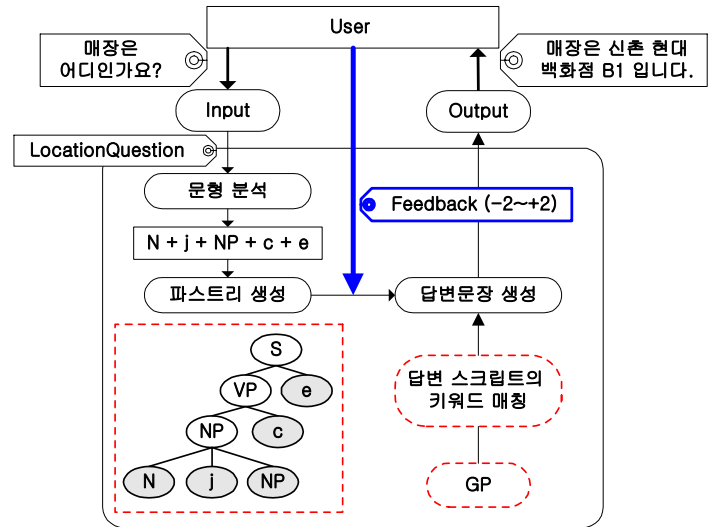 User
매장은
어디인가요?
매장은 신촌 현대
백화점 B1 입니다.
Input
Output
LocationQuestion
문형 분석
Feedback (-2~+2)
N + j + NP + c + e
파스트리 생성
답변문장 생성
S
VP
e
NP
c
N
j
NP
답변 스크립트의
키워드 매칭
GP